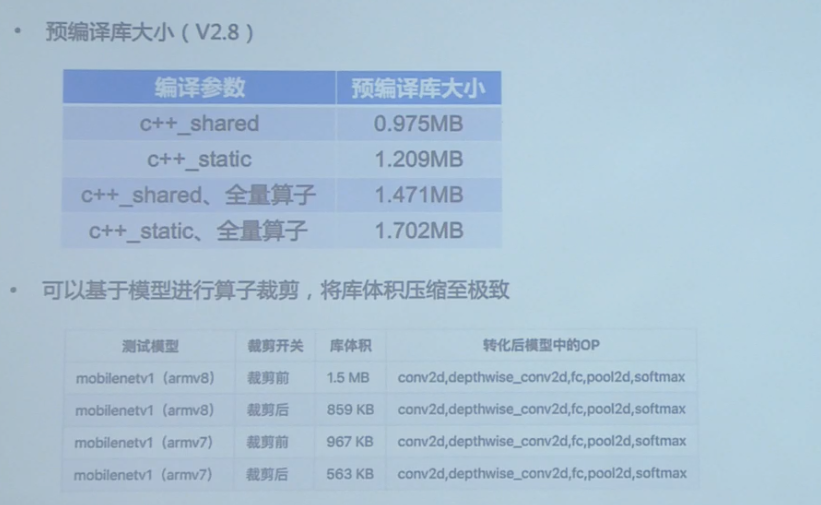 • 预编译库大小（V2.8）
编译参数 预编译库大小
c++_shared 0.975MB
c++_static 1.209MB
c++_shared、全量算子 1.471MB
c++_static、全量算子 1.702MB
• 可以基于模型进行算子裁剪，将库体积压缩至极致
测试模型 裁剪开关 库体积 转化后模型中的OP
mobilenetv1（armv8） 裁剪前 1.5 MB conv2d,depthwise_conv2d,fc,pool2d,softmax
mobilenetv1（armv8） 裁剪后 859 KB conv2d,depthwise_conv2d,fc,pool2d,softmax
mobilenetv1（armv7） 裁剪前 967 KB conv2d,depthwise_conv2d,fc,pool2d,softmax
mobilenetv1（armv7） 裁剪后 563 KB conv2d,depthwise_conv2d,fc,pool2d,softmax